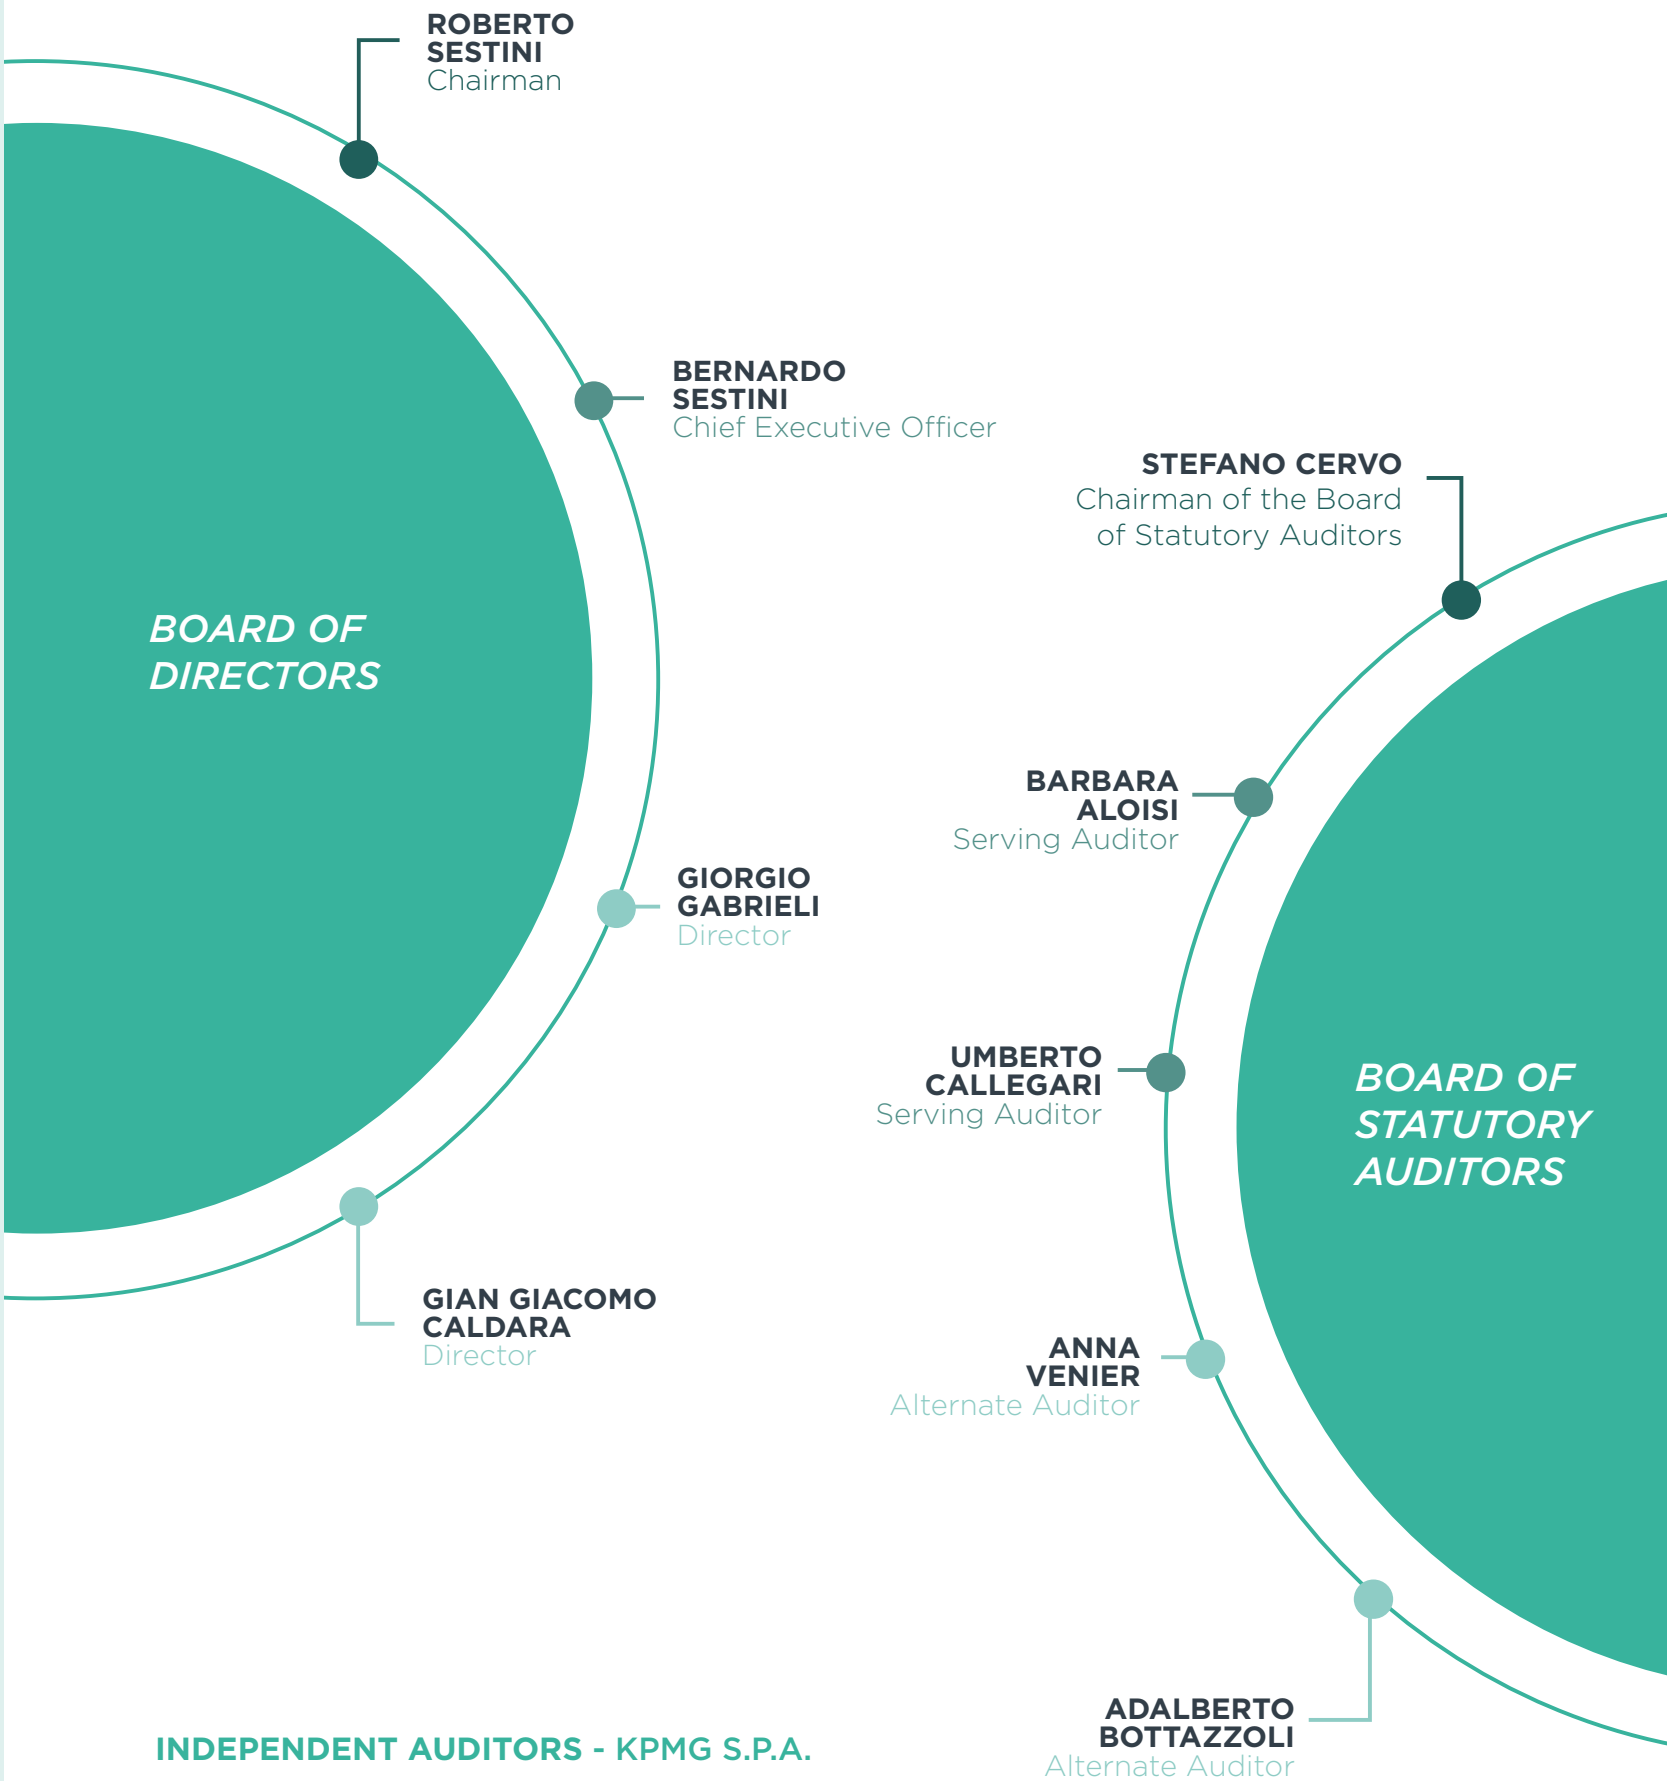 ROBERTO
SESTINI
Chairman
BERNARDO
SESTINI
Chief Executive Officer
BOARD OF
DIRECTORS
GIORGIO
GABRIELI
Director
GIAN GIACOMO
CALDARA
Director
STEFANO CERVO
Chairman of the Board
of Statutory Auditors
BARBARA
ALOISI
Serving Auditor
UMBERTO
CALLEGARI
Serving Auditor
BOARD OF
STATUTORY
AUDITORS
ANNA
VENIER
Alternate Auditor
ADALBERTO
BOTTAZZOLI
Alternate Auditor
INDEPENDENT AUDITORS - KPMG S.P.A.